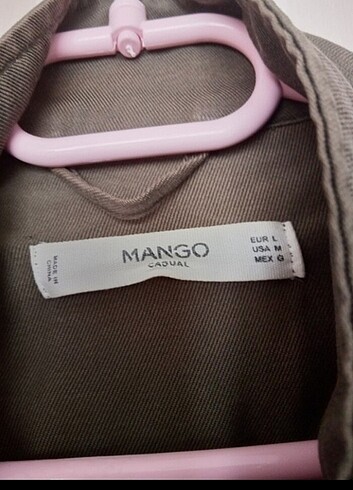 MADE IN
CHINA
MANGO
CASUAL
EUR L
USA M
MEX G